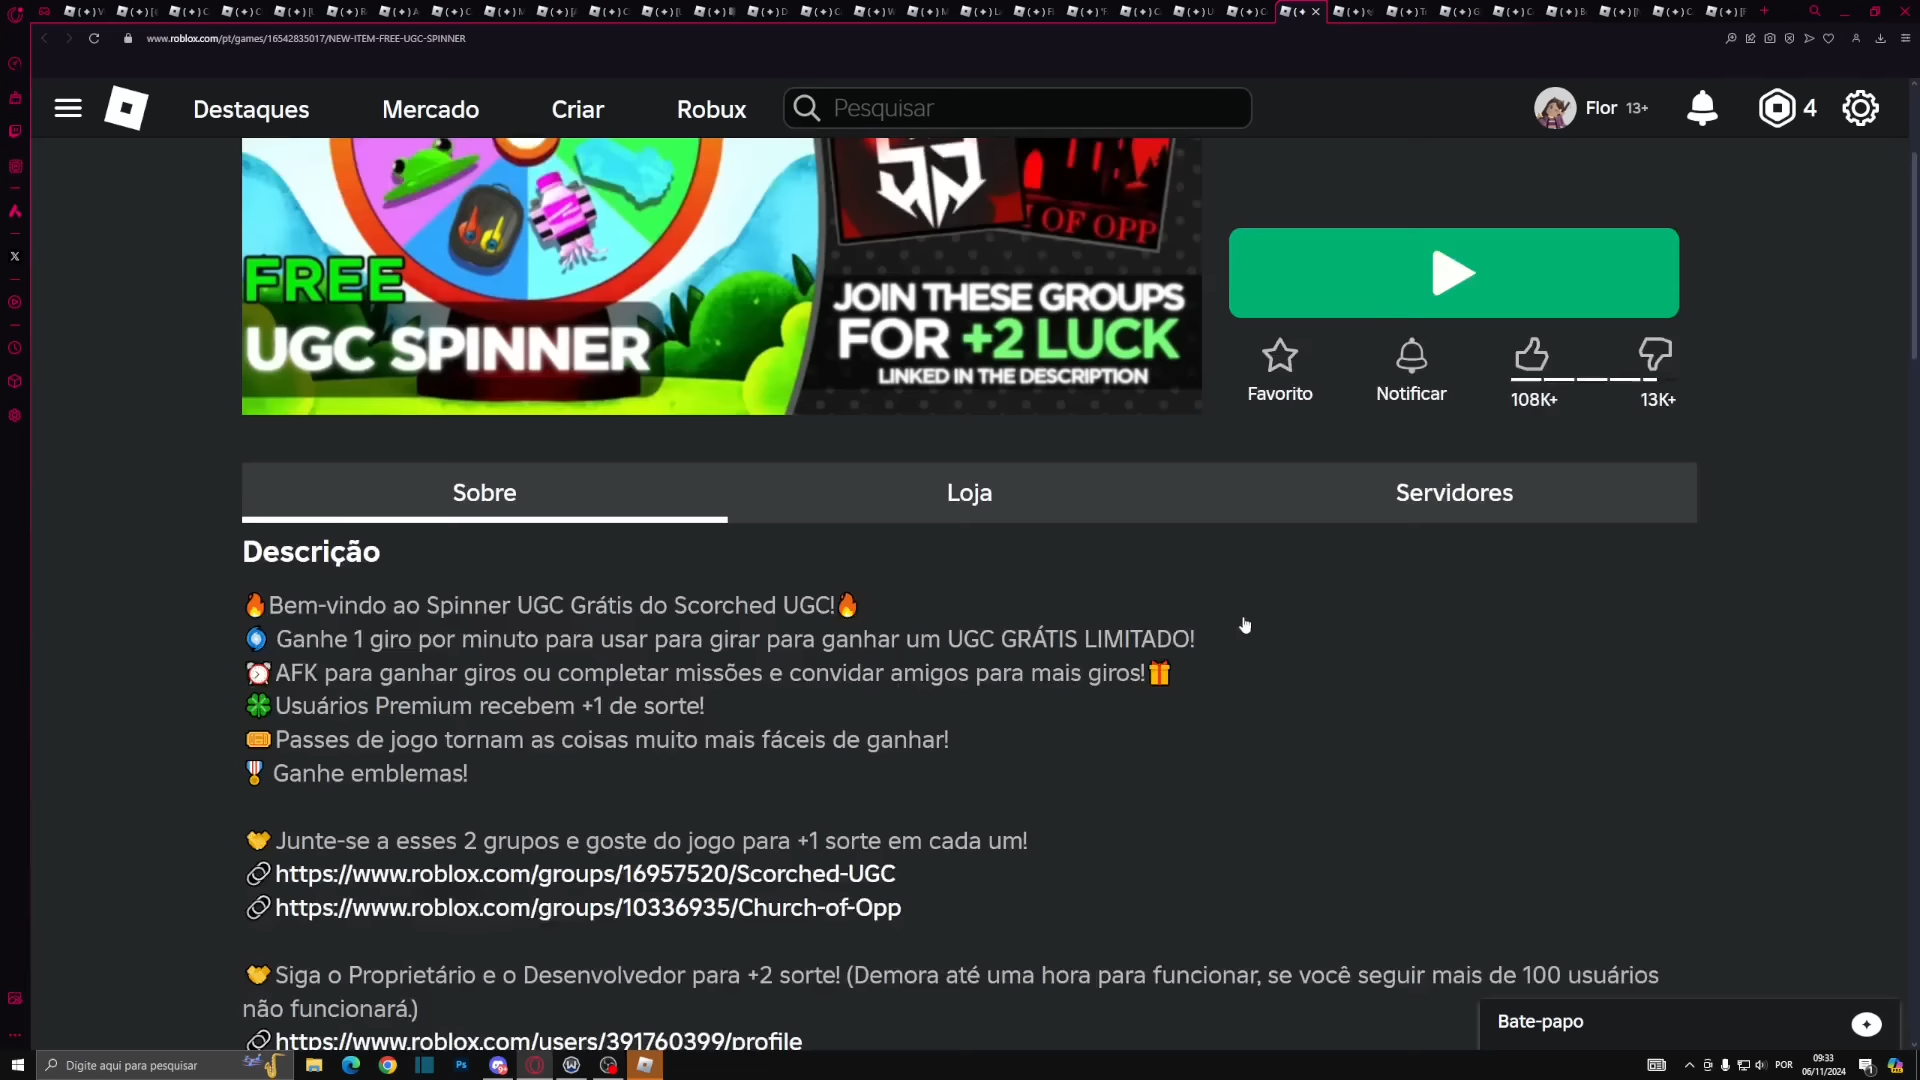 www.roblox.com/pt/games/16542835017/NEW-ITEM-FREE-UGC-SPINNER
Destaques
Mercado
Criar
Robux
Pesquisar
Flor 13+
4
FREE
UGC SPINNER
OF OPP
JOIN THESE GROUPS
FOR +2 LUCK
LINKED IN THE DESCRIPTION
Favorito
Notificar
108K+
13K+
Sobre
Loja
Servidores
Descrição
🔥Bem-vindo ao Spinner UGC Grátis do Scorched UGC!🔥
🌀 Ganhe 1 giro por minuto para usar para girar para ganhar um UGC GRÁTIS LIMITADO!
⏰AFK para ganhar giros ou completar missões e convidar amigos para mais giros!🎁
🍀Usuários Premium recebem +1 de sorte!
🎟️Passes de jogo tornam as coisas muito mais fáceis de ganhar!
🎖️ Ganhe emblemas!
🤝 Junte-se a esses 2 grupos e goste do jogo para +1 sorte em cada um!
🔗https://www.roblox.com/groups/16957520/Scorched-UGC
🔗https://www.roblox.com/groups/10336935/Church-of-Opp
🤝Siga o Proprietário e o Desenvolvedor para +2 sorte! (Demora até uma hora para funcionar, se você seguir mais de 100 usuários
não funcionará.)
🔗https://www.roblox.com/users/391760399/profile
Bate-papo
Digite aqui para pesquisar
POR
09:33
06/11/2024